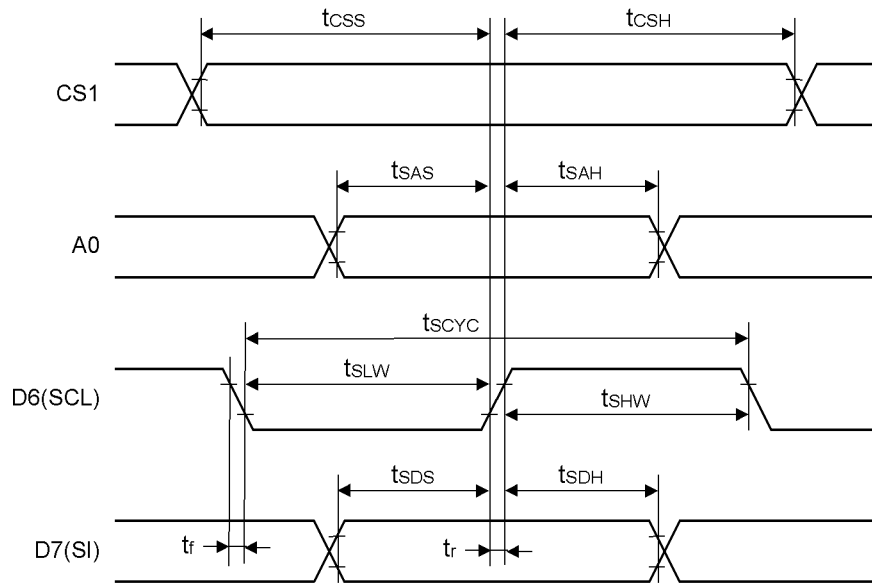 tCSS tCSH
CS1
tSAS tSAH
A0
tSCYC
tSLW
D6(SCL)
tSHW
tSDS tSDH
tf tr
D7(SI)